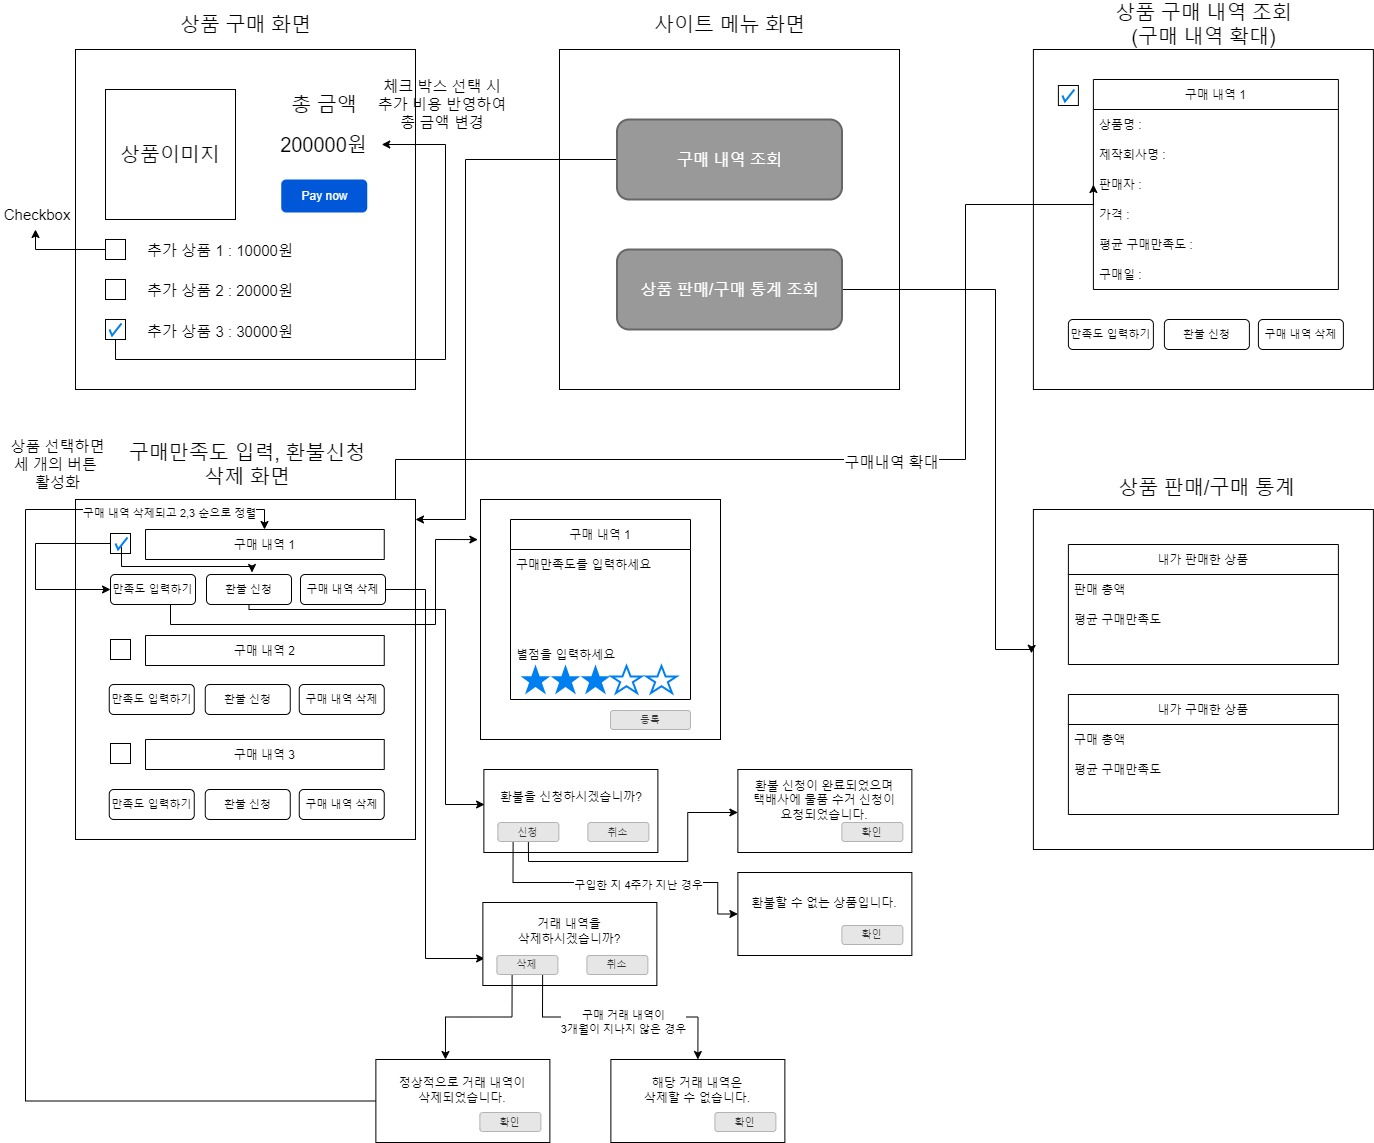 상품 구매 화면
상품이미지
총 금액
200000원
Pay now
체크 박스 선택 시
추가 비용 반영하여
총 금액 변경
Checkbox
추가 상품 1 : 10000원
추가 상품 2 : 20000원
추가 상품 3 : 30000원
사이트 메뉴 화면
구매 내역 조회
상품 판매/구매 통계 조회
상품 구매 내역 조회
(구매 내역 확대)
구매 내역 1
상품명 :
제작회사명 :
판매자 :
가격 :
평균 구매만족도 :
구매일 :
만족도 입력하기
환불 신청
구매 내역 삭제
상품 선택하면
세 개의 버튼
활성화
구매만족도 입력, 환불신청
삭제 화면
구매내역 확대
구매 내역 삭제되고 2,3 순으로 정렬
구매 내역 1
만족도 입력하기
환불 신청
구매 내역 삭제
구매 내역 2
만족도 입력하기
환불 신청
구매 내역 삭제
구매 내역 3
만족도 입력하기
환불 신청
구매 내역 삭제
구매 내역 1
구매만족도를 입력하세요
별점을 입력하세요
등록
상품 판매/구매 통계
내가 판매한 상품
판매 총액
평균 구매만족도
내가 구매한 상품
구매 총액
평균 구매만족도
환불을 신청하시겠습니까?
신청
취소
환불 신청이 완료되었으며
택배사에 물품 수거 신청이
요청되었습니다.
확인
구입한 지 4주가 지난 경우
환불할 수 없는 상품입니다.
확인
거래 내역을
삭제하시겠습니까?
삭제
취소
구매 거래 내역이
3개월이 지나지 않은 경우
정상적으로 거래 내역이
삭제되었습니다.
확인
해당 거래 내역은
삭제할 수 없습니다.
확인